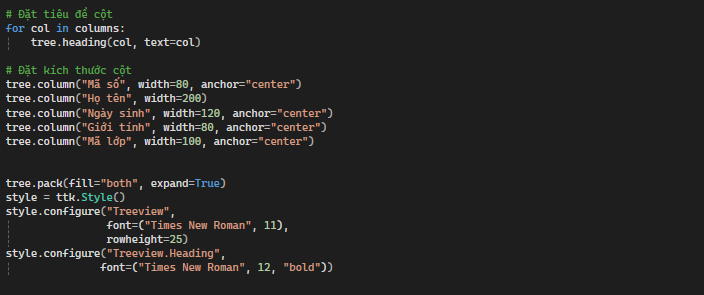 # Đặt tiêu đề cột
for col in columns:
    tree.heading(col, text=col)
# Đặt kích thước cột
tree.column("Mã số", width=80, anchor="center")
tree.column("Họ tên", width=200)
tree.column("Ngày sinh", width=120, anchor="center")
tree.column("Giới tính", width=80, anchor="center")
tree.column("Mã lớp", width=100, anchor="center")
tree.pack(fill="both", expand=True)
style = ttk.Style()
style.configure("Treeview",
                font=("Times New Roman", 11),
                rowheight=25)
style.configure("Treeview.Heading",
               font=("Times New Roman", 12, "bold"))